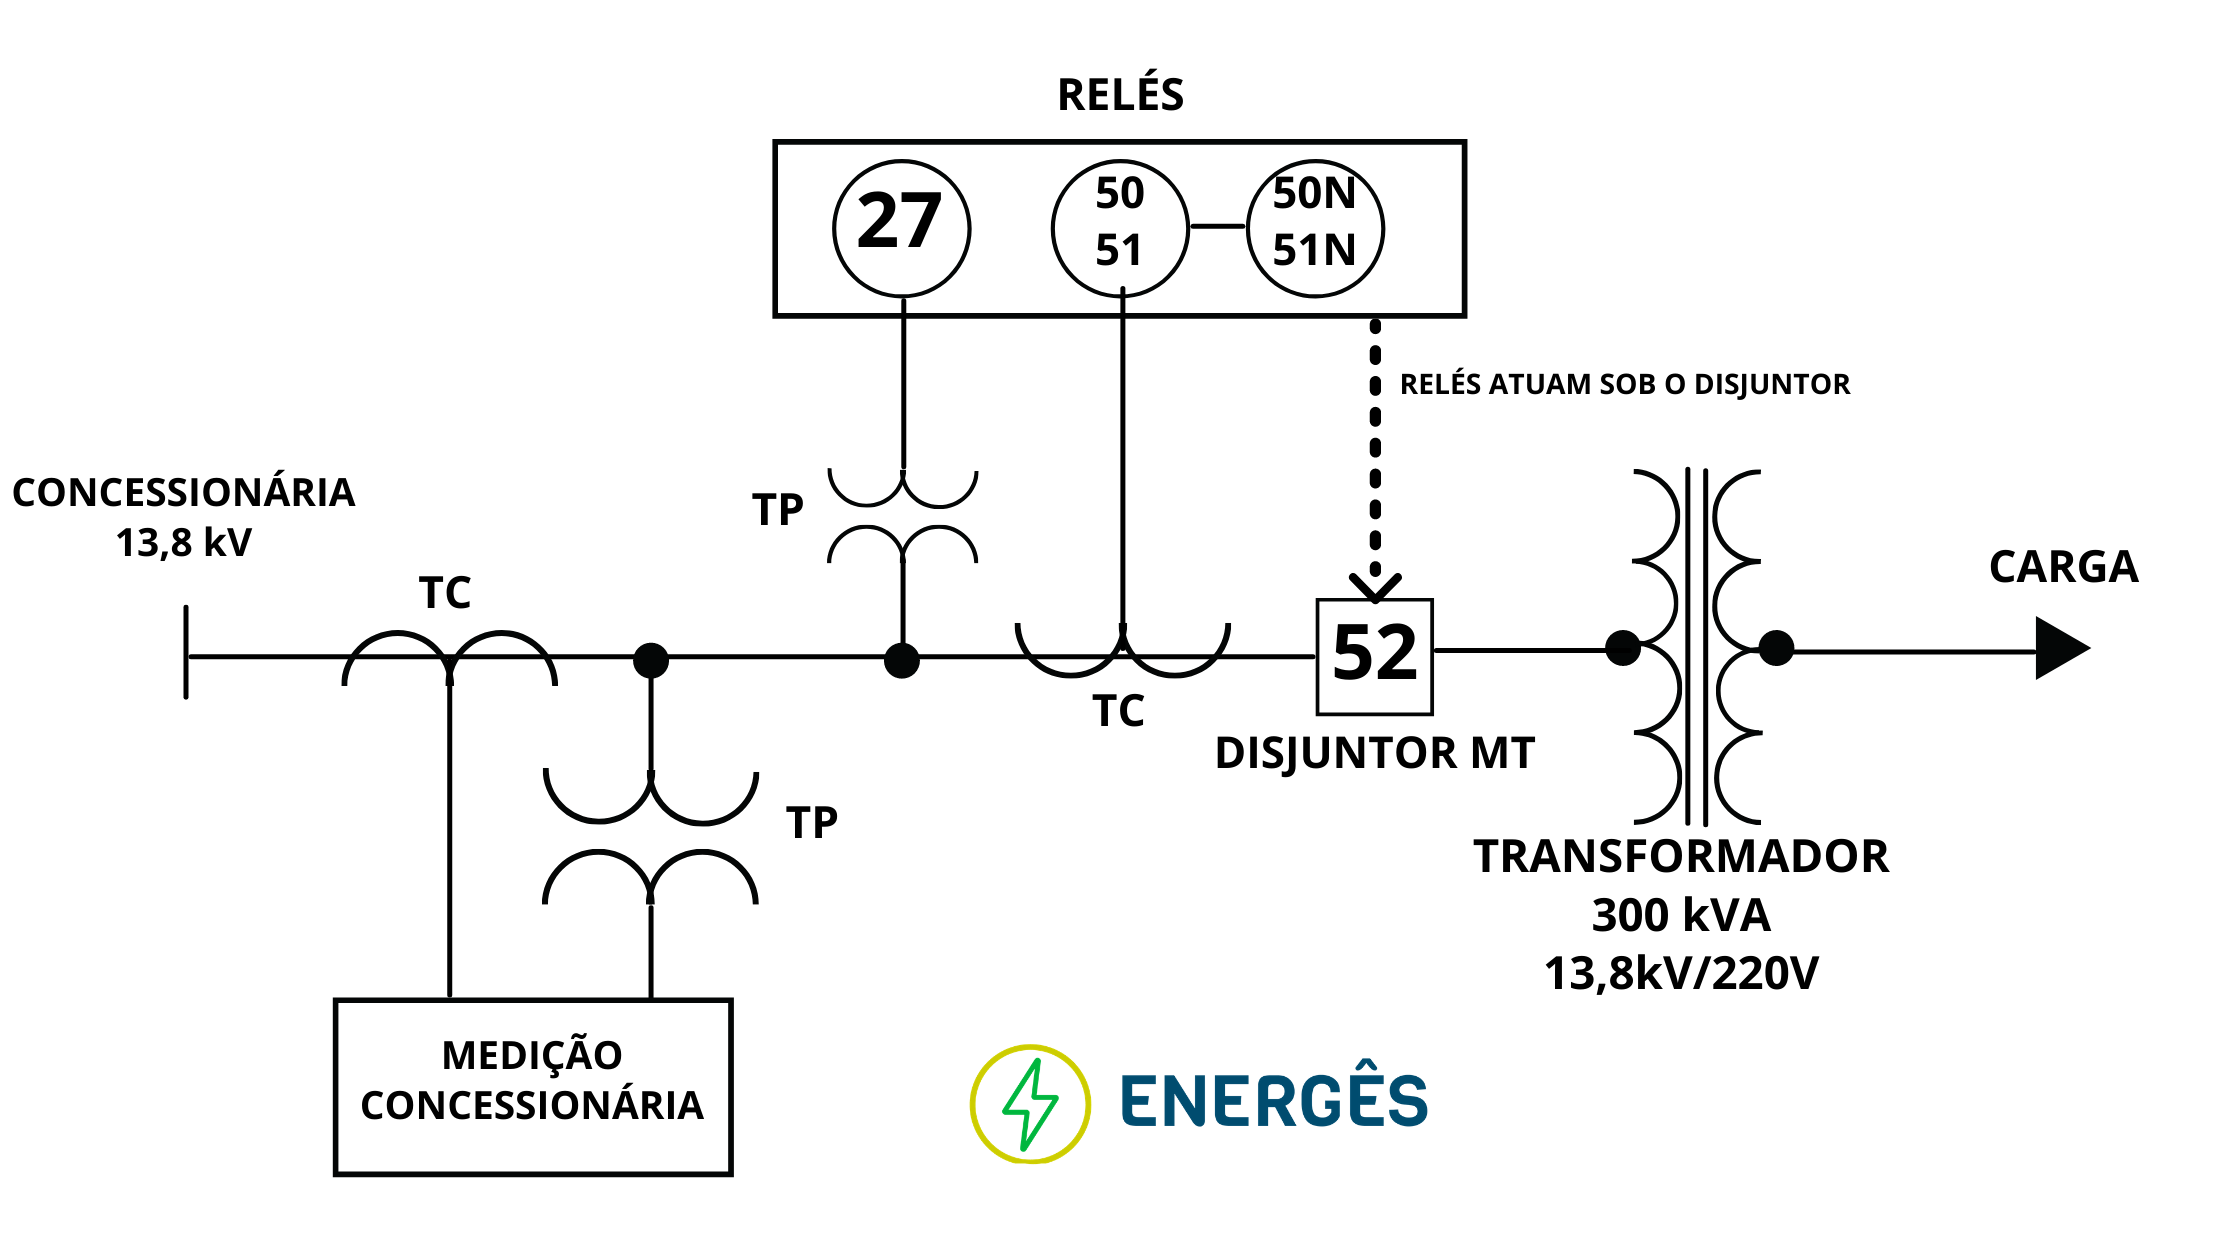 RELÉS
27
50
51
50N
51N
RELÉS ATUAM SOB O DISJUNTOR
CONCESSIONÁRIA
13,8 kV
TC
TP
TC
52
DISJUNTOR MT
CARGA
TP
TRANSFORMADOR
300 kVA
13,8kV/220V
MEDIÇÃO
CONCESSIONÁRIA
ENERGÊS